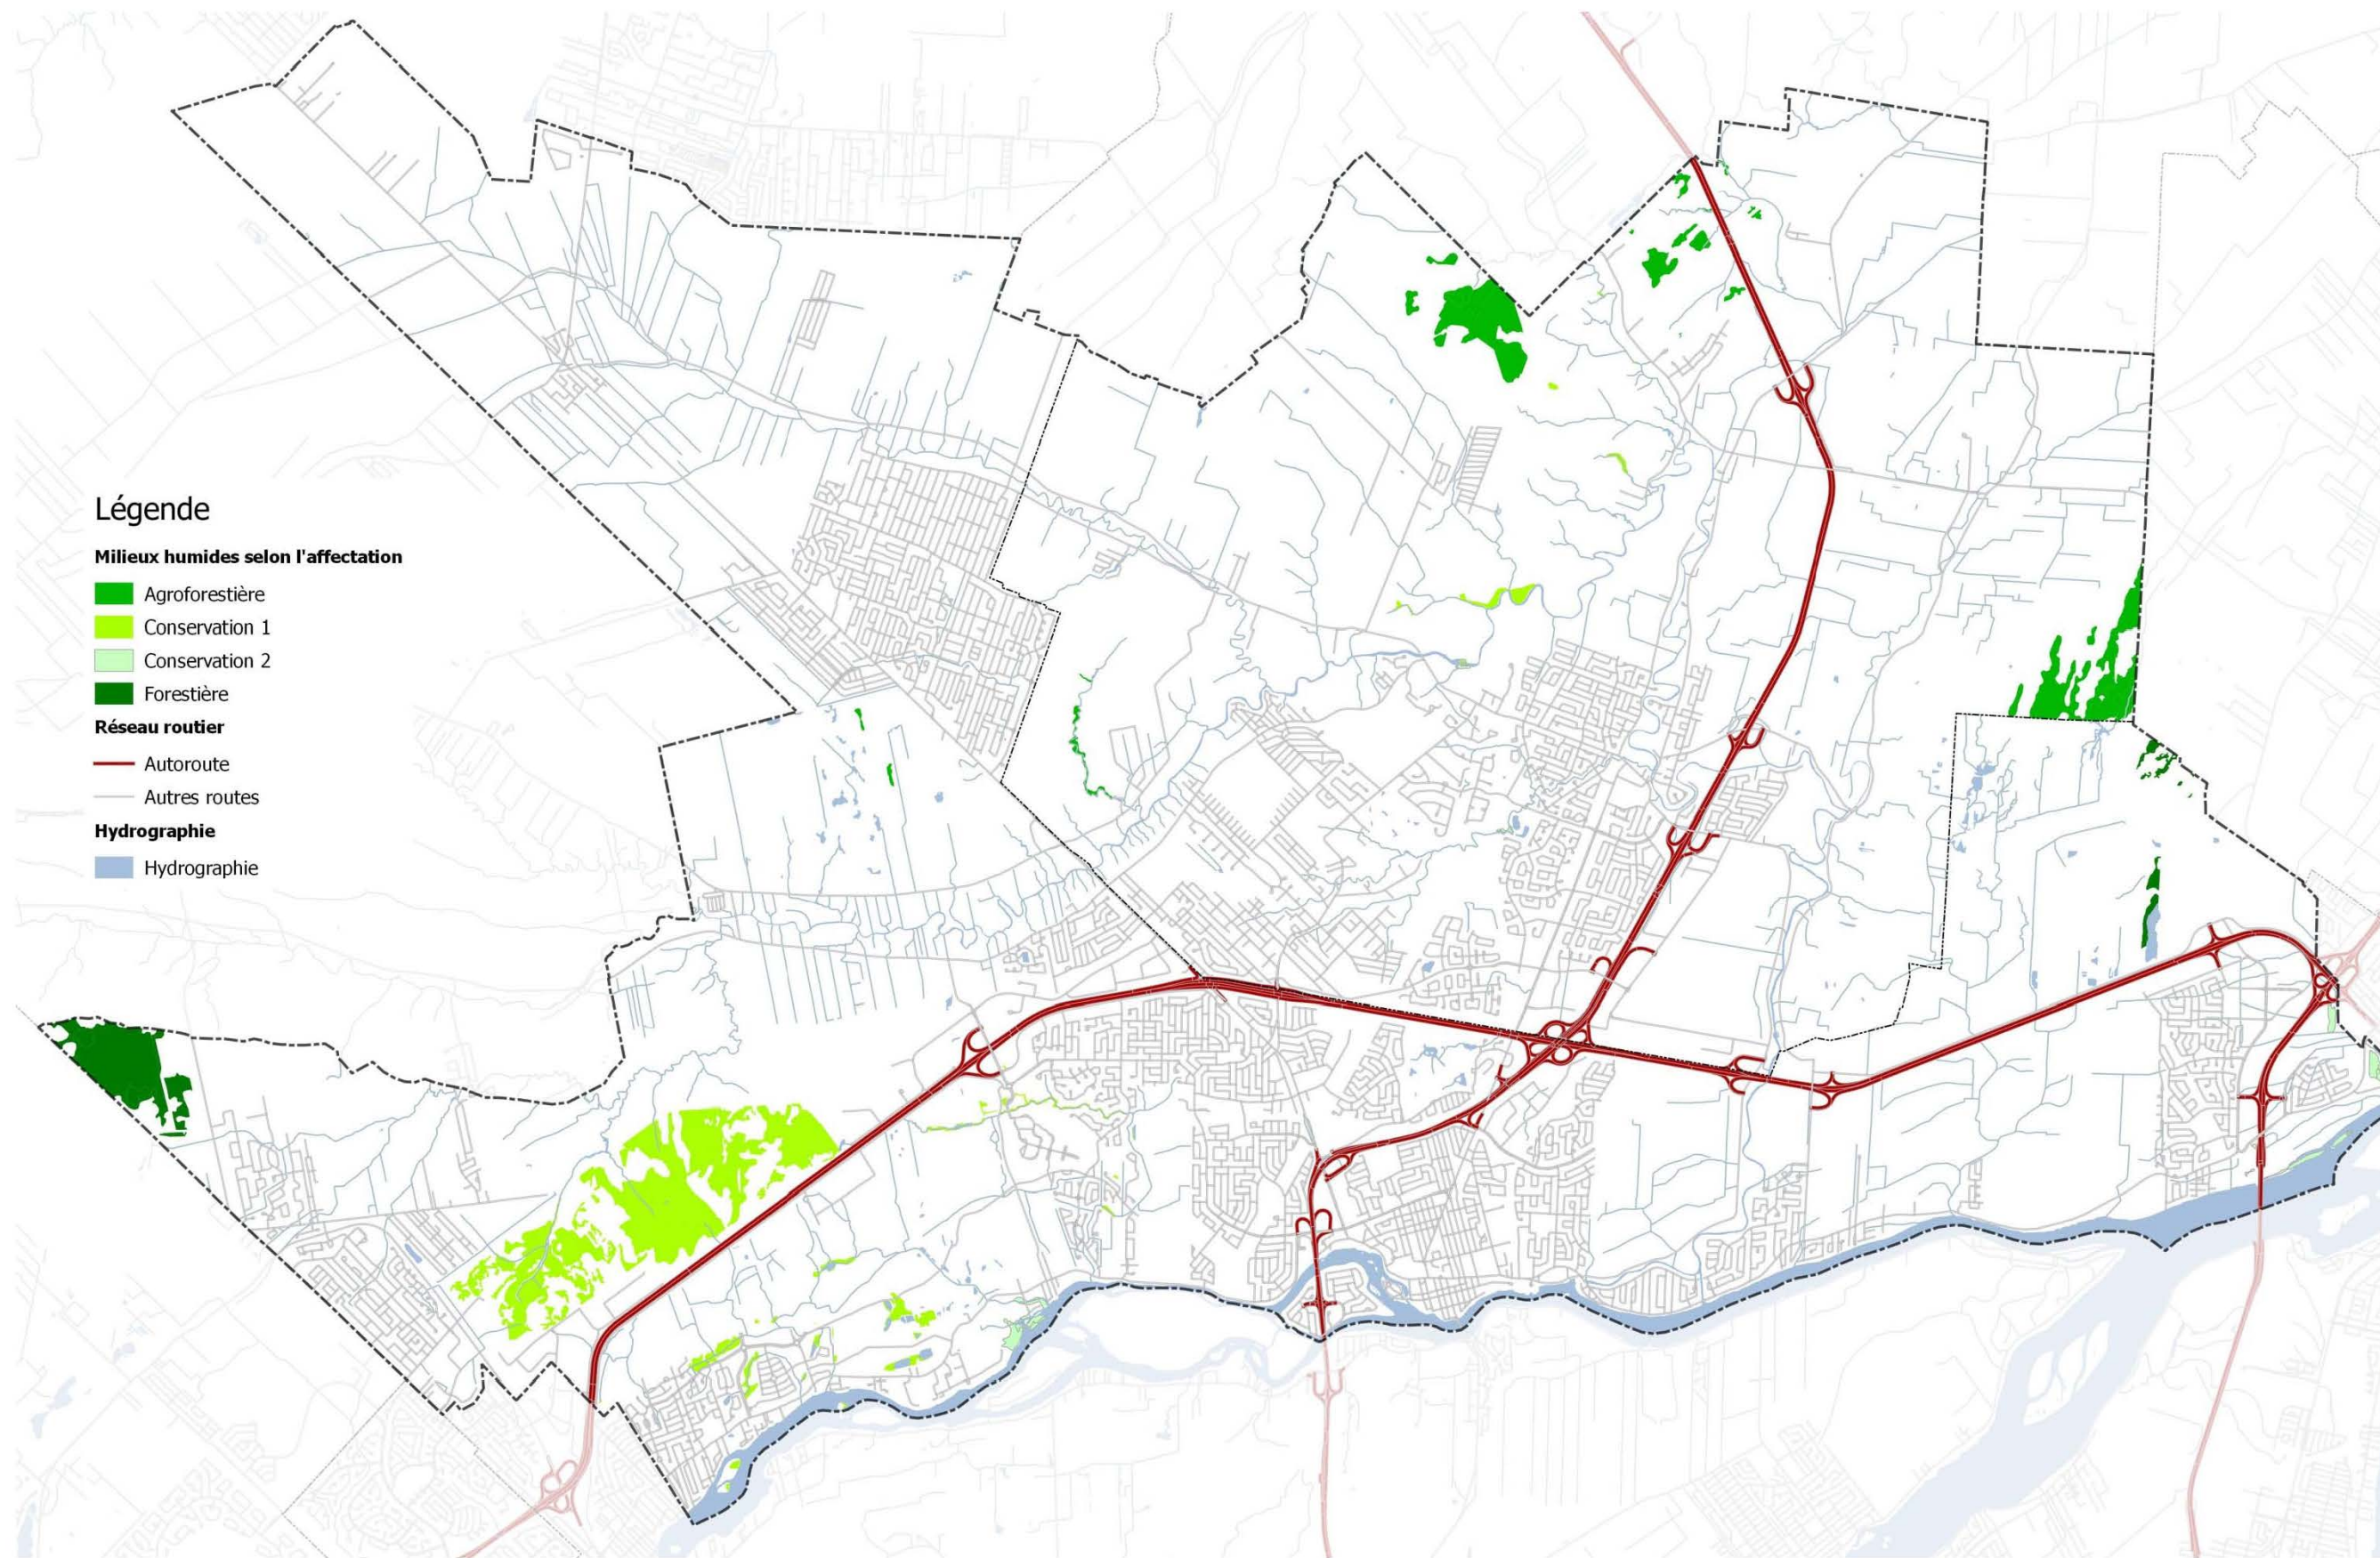 Légende
Milieux humides selon l'affectation
Agroforestière
Conservation 1
Conservation 2
Forestière
Réseau routier
Autoroute
Autres routes
Hydrographie
Hydrographie